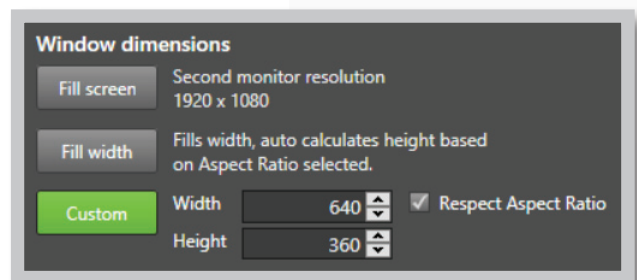 Window dimensions
Fill screen
Second monitor resolution
1920 x 1080
Fill width
Fills width, auto calculates height based
on Aspect Ratio selected.
Custom
Width 640 Respect Aspect Ratio
Height 360